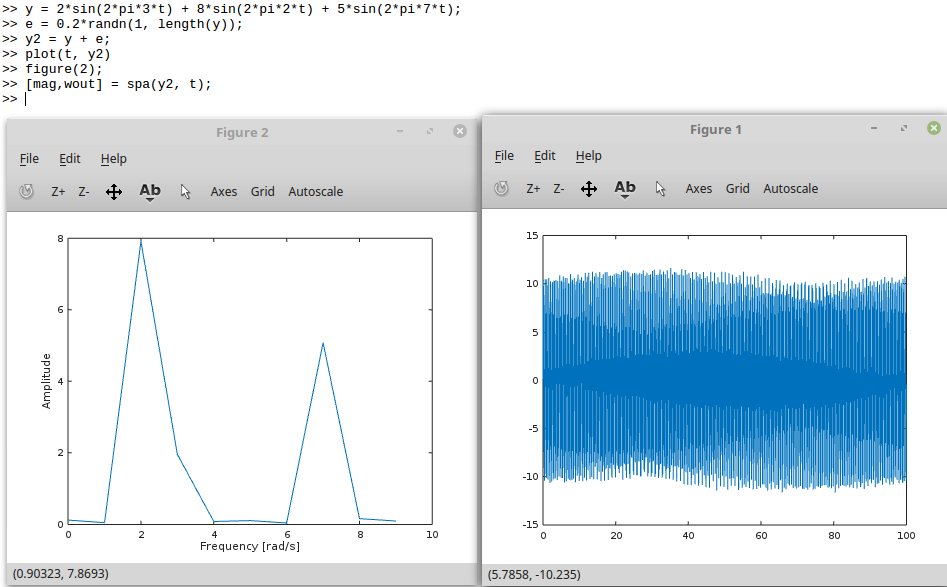 >> y = 2*sin(2*pi*3*t) + 8*sin(2*pi*2*t) + 5*sin(2*pi*7*t);
>> e = 0.2*randn(1, length(y));
>> y2 = y + e;
>> plot(t, y2)
>> figure(2);
>> [mag,wout] = spa(y2, t);
>>
Figure 2
File Edit Help
Z+ Z- Ab Axes Grid Autoscale
8
6
4
2
0
Amplitude
0 2 4 6 8 10
Frequency [rad/s]
(0.90323, 7.8693)
Figure 1
File Edit Help
Z+ Z- Ab Axes Grid Autoscale
15
10
5
0
-5
-10
-15
0 20 40 60 80 100
(5.7858, -10.235)